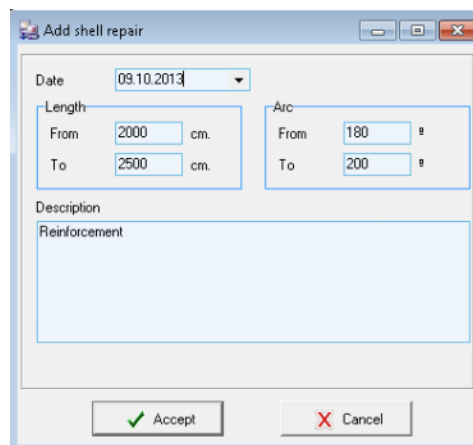 Add shell repair
Date 09.10.2013
Length
From 2000 cm.
To 2500 cm.
Arc
From 180 º
To 200 º
Description
Reinforcement
Accept Cancel